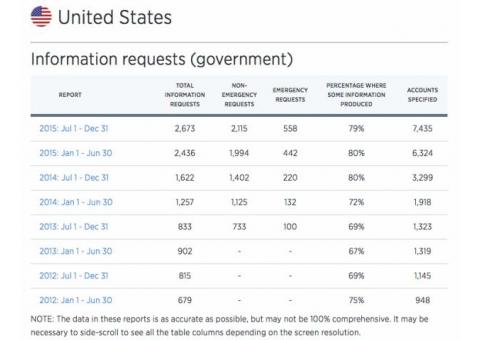 United States
Information requests (government)
REPORT TOTAL INFORMATION REQUESTS NON-EMERGENCY REQUESTS EMERGENCY REQUESTS PERCENTAGE WHERE SOME INFORMATION PRODUCED ACCOUNTS SPECIFIED
2015: Jul 1 - Dec 31 2,673 2,115 558 79% 7,435
2015: Jan 1 - Jun 30 2,436 1,994 442 80% 6,324
2014: Jul 1 - Dec 31 1,622 1,402 220 80% 3,299
2014: Jan 1 - Jun 30 1,257 1,125 132 72% 1,918
2013: Jul 1 - Dec 31 833 733 100 69% 1,323
2013: Jan 1 - Jun 30 902 - - 67% 1,319
2012: Jul 1 - Dec 31 815 - - 69% 1,145
2012: Jan 1 - Jun 30 679 - - 75% 948
NOTE: The data in these reports is as accurate as possible, but may not be 100% comprehensive. It may be
necessary to side-scroll to see all the table columns depending on the screen resolution.